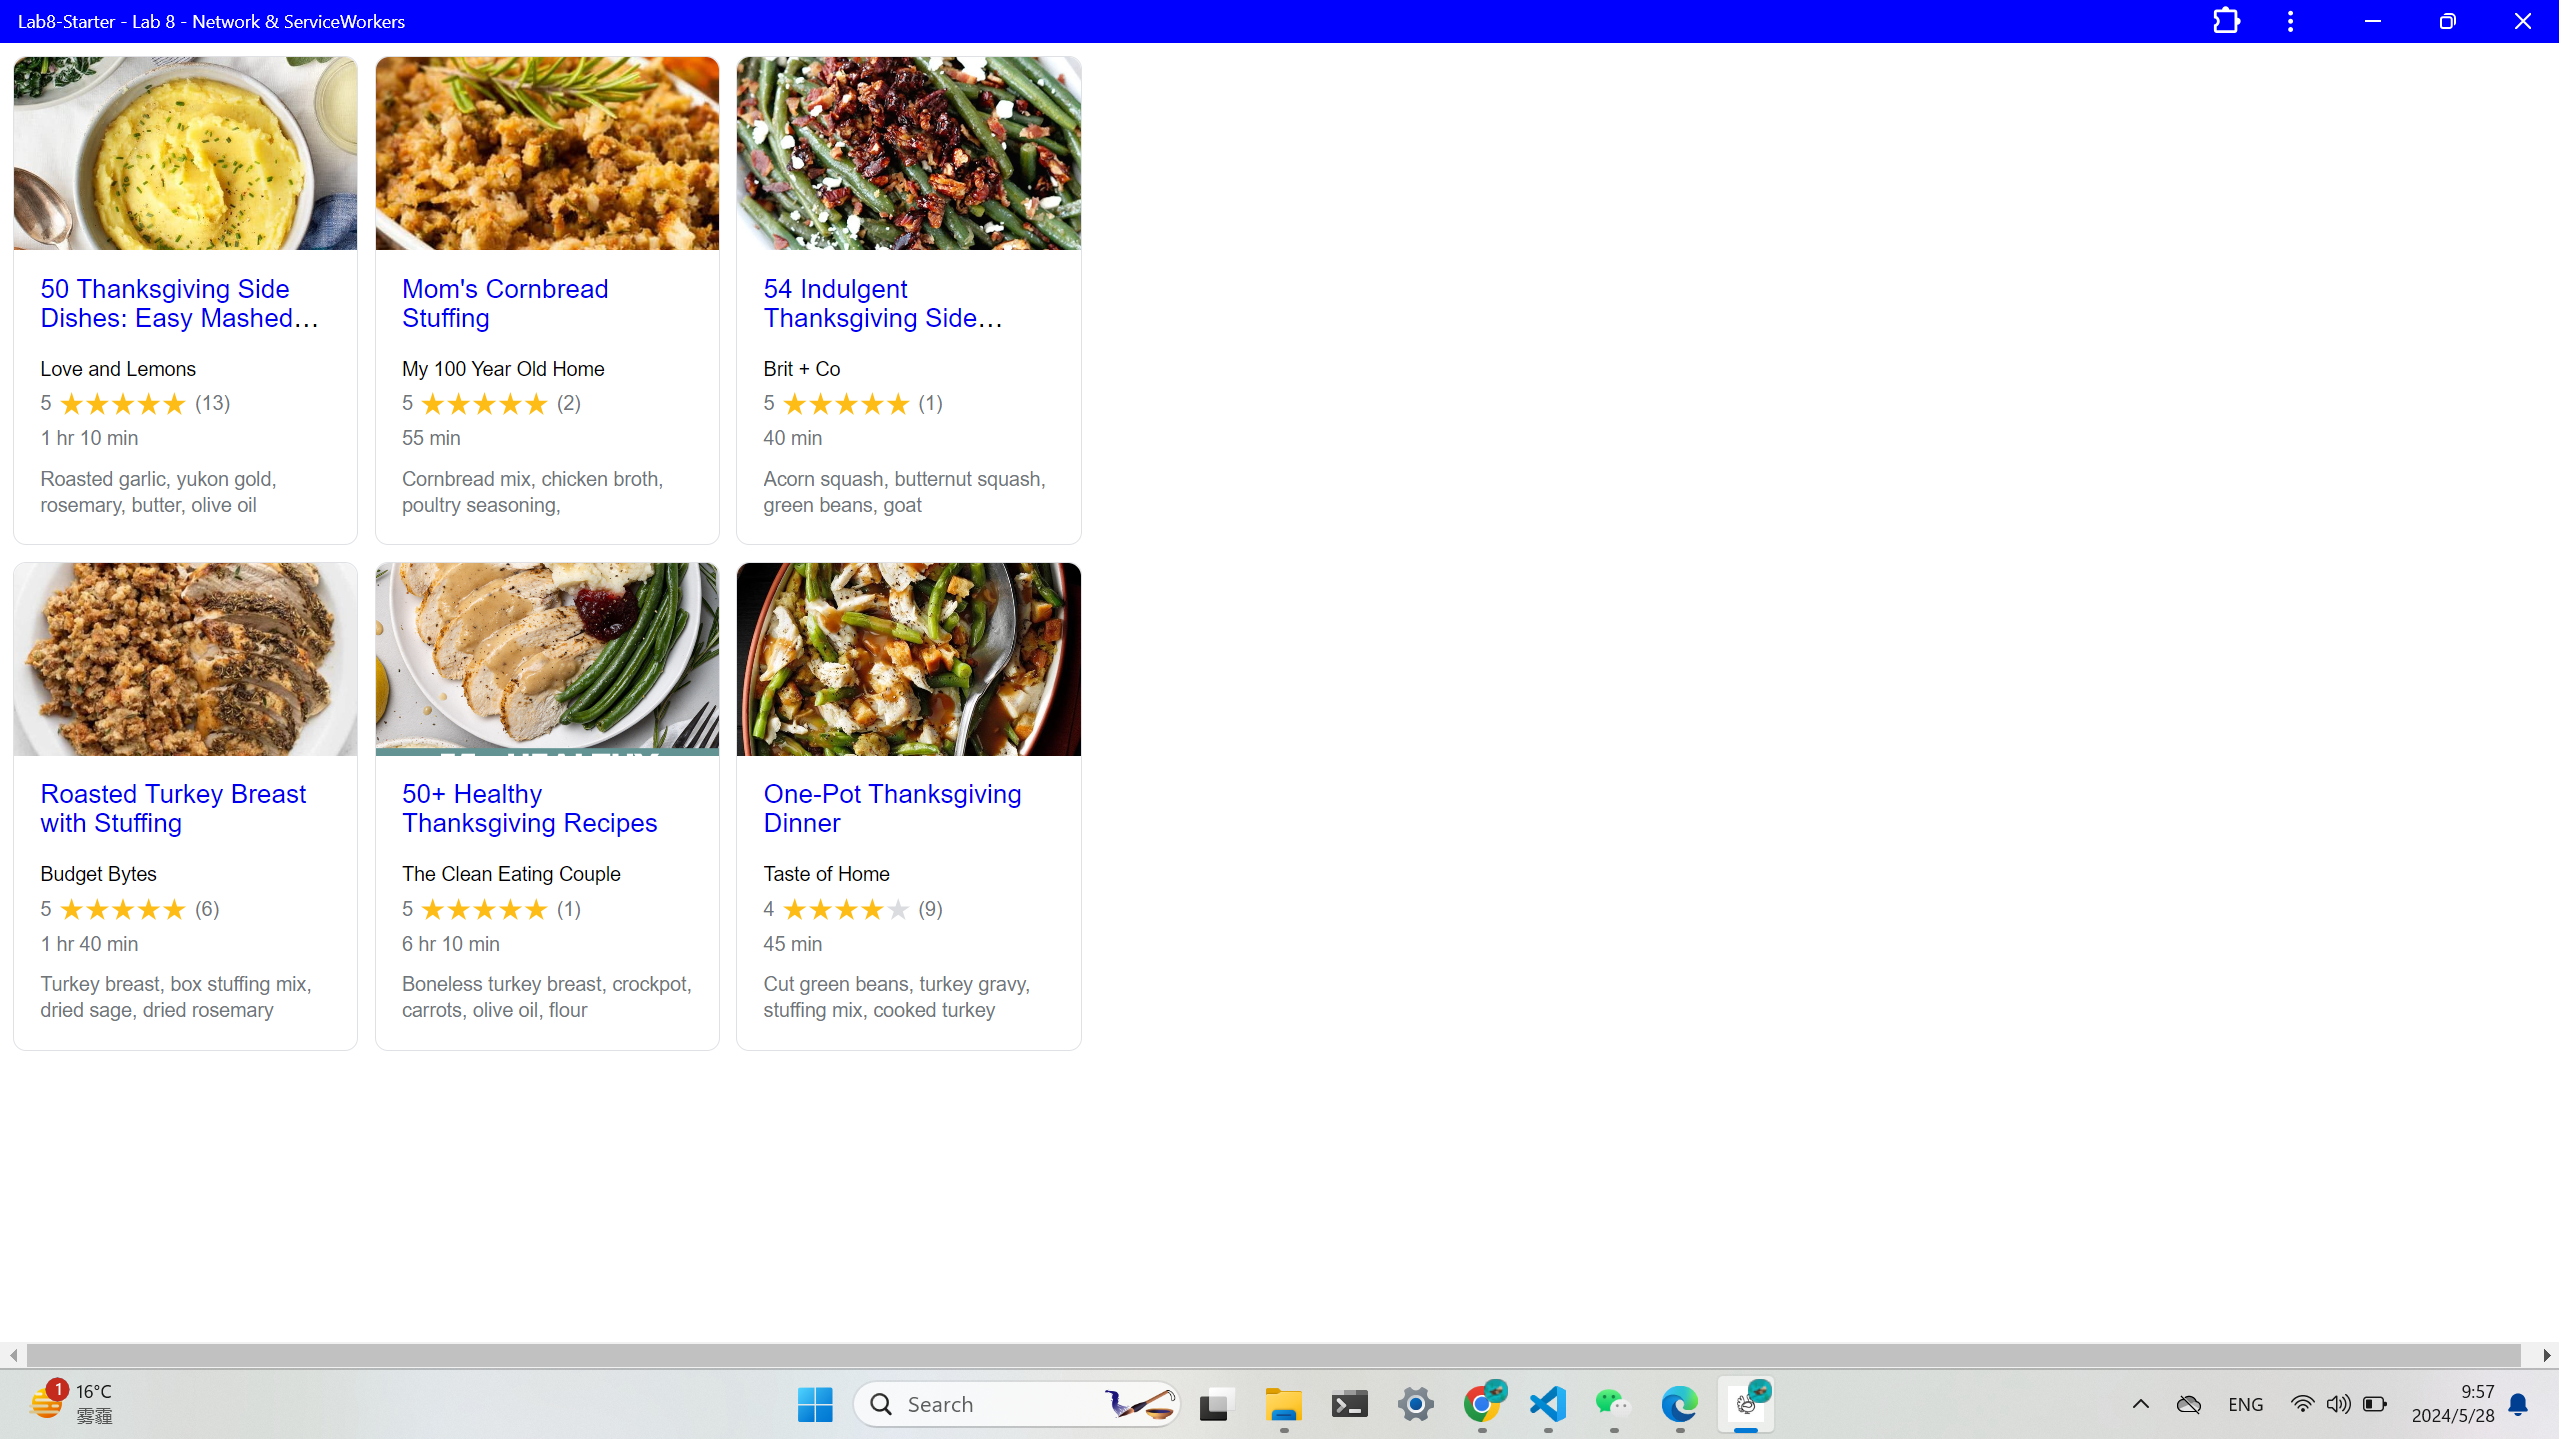 Lab8-Starter - Lab 8 - Network & ServiceWorkers
50 Thanksgiving Side
Dishes: Easy Mashed...
Love and Lemons
5 ★★★★★ (13)
1 hr 10 min
Roasted garlic, yukon gold,
rosemary, butter, olive oil
Mom's Cornbread
Stuffing
My 100 Year Old Home
5 ★★★★★ (2)
55 min
Cornbread mix, chicken broth,
poultry seasoning,
54 Indulgent
Thanksgiving Side...
Brit + Co
5 ★★★★★ (1)
40 min
Acorn squash, butternut squash,
green beans, goat
Roasted Turkey Breast
with Stuffing
Budget Bytes
5 ★★★★★ (6)
1 hr 40 min
Turkey breast, box stuffing mix,
dried sage, dried rosemary
50+ Healthy
Thanksgiving Recipes
The Clean Eating Couple
5 ★★★★★ (1)
6 hr 10 min
Boneless turkey breast, crockpot,
carrots, olive oil, flour
One-Pot Thanksgiving
Dinner
Taste of Home
4 ★★★★★ (9)
45 min
Cut green beans, turkey gravy,
stuffing mix, cooked turkey
1
16°C
雾霾
Search
ENG
9:57
2024/5/28